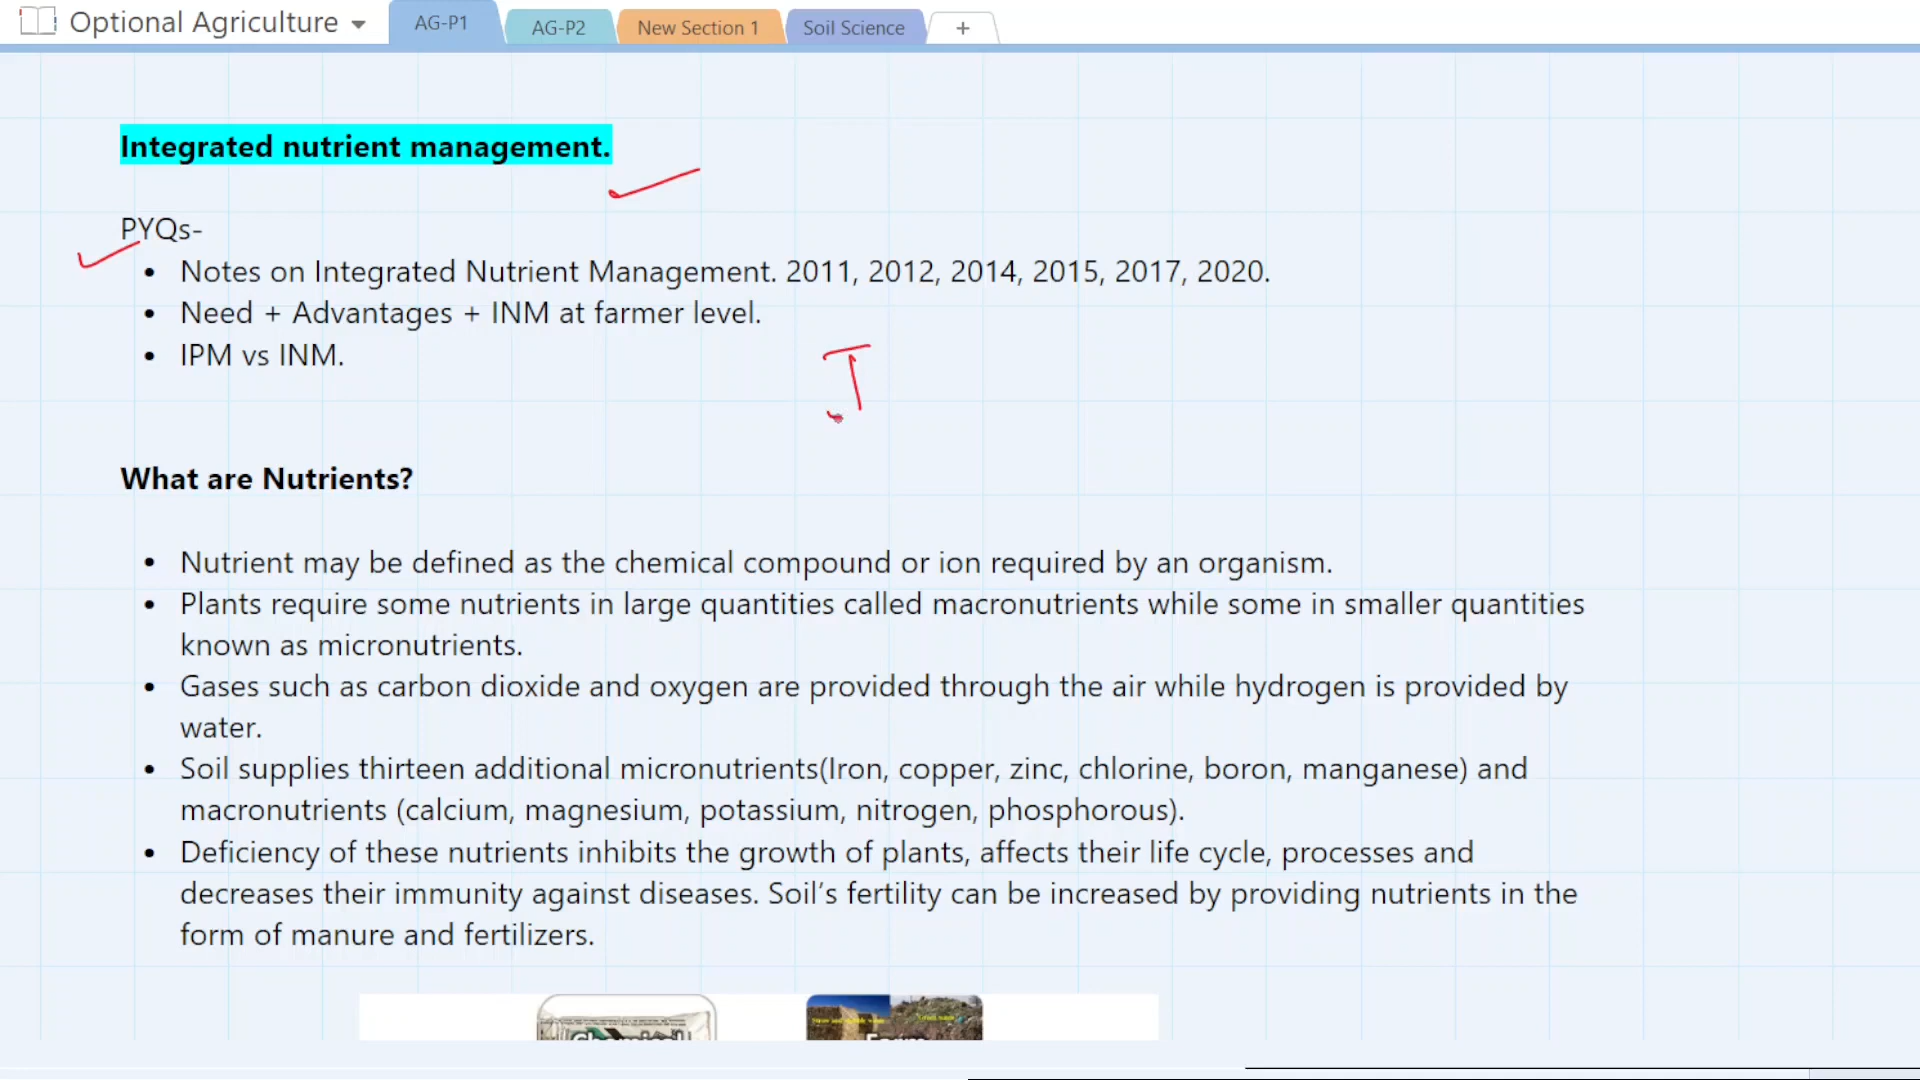 Optional Agriculture
AG-P1
AG-P2
New Section 1
Soil Science
+
Integrated nutrient management.
PYQs-
• Notes on Integrated Nutrient Management. 2011, 2012, 2014, 2015, 2017, 2020.
• Need + Advantages + INM at farmer level.
• IPM vs INM.
What are Nutrients?
• Nutrient may be defined as the chemical compound or ion required by an organism.
• Plants require some nutrients in large quantities called macronutrients while some in smaller quantities
known as micronutrients.
• Gases such as carbon dioxide and oxygen are provided through the air while hydrogen is provided by
water.
• Soil supplies thirteen additional micronutrients(Iron, copper, zinc, chlorine, boron, manganese) and
macronutrients (calcium, magnesium, potassium, nitrogen, phosphorous).
• Deficiency of these nutrients inhibits the growth of plants, affects their life cycle, processes and
decreases their immunity against diseases. Soil’s fertility can be increased by providing nutrients in the
form of manure and fertilizers.